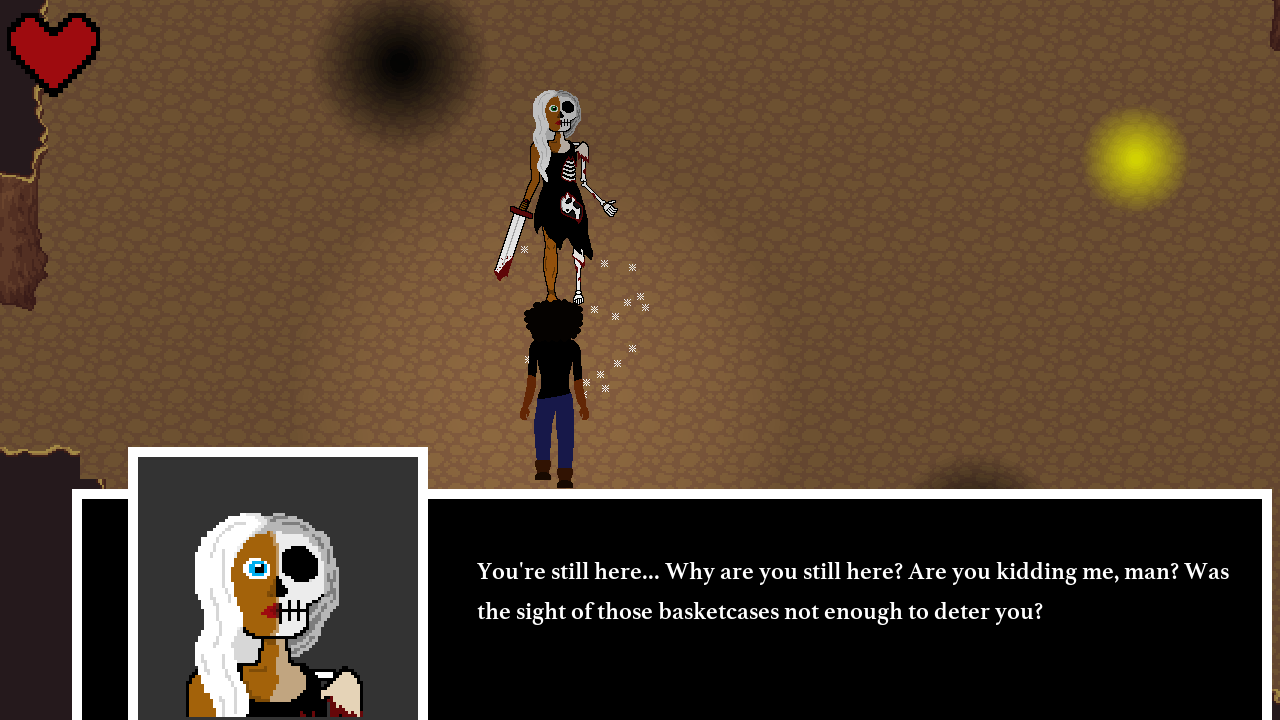 You're still here... Why are you still here? Are you kidding me, man? Was
the sight of those basketcases not enough to deter you?